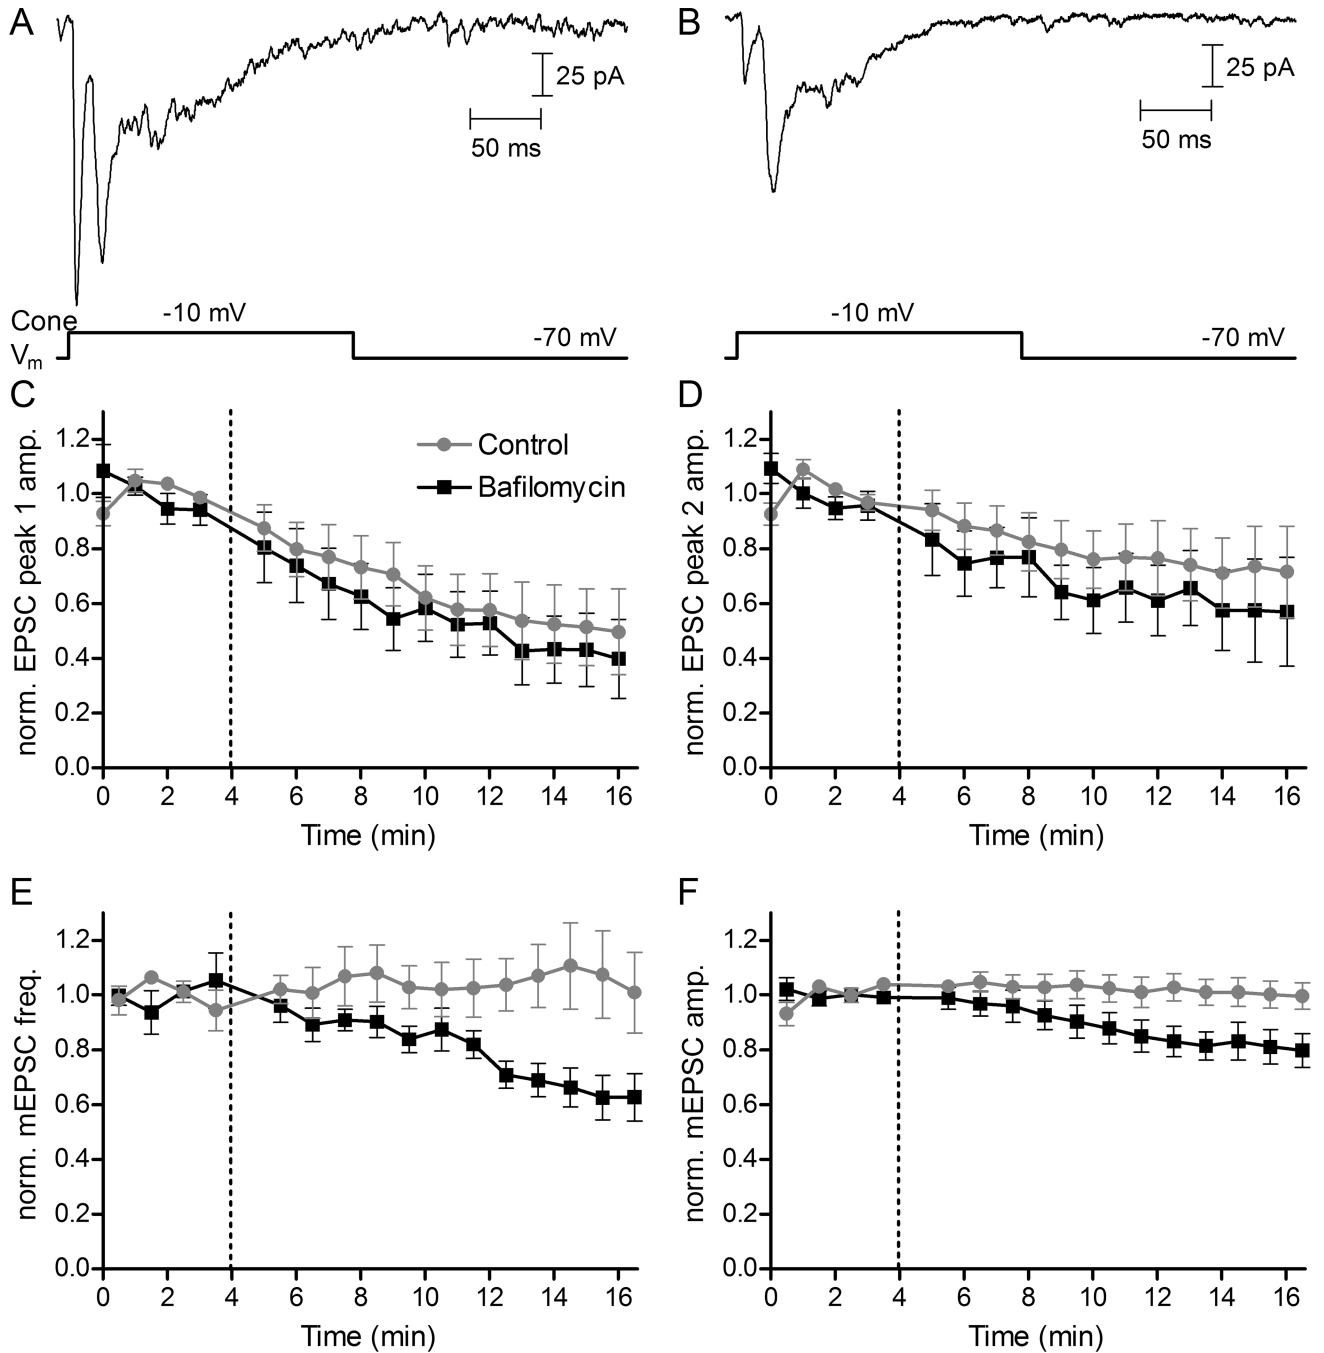 A
B
25 pA
50 ms
25 pA
50 ms
Cone
Vm
-10 mV
-70 mV
-10 mV
-70 mV
C
norm. EPSC peak 1 amp.
1.2
1.0
0.8
0.6
0.4
0.2
0.0
Control
Bafilomycin
0 2 4 6 8 10 12 14 16
Time (min)
D
norm. EPSC peak 2 amp.
1.2
1.0
0.8
0.6
0.4
0.2
0.0
0 2 4 6 8 10 12 14 16
Time (min)
E
norm. mEPSC freq.
1.2
1.0
0.8
0.6
0.4
0.2
0.0
0 2 4 6 8 10 12 14 16
Time (min)
F
norm. mEPSC amp.
1.2
1.0
0.8
0.6
0.4
0.2
0.0
0 2 4 6 8 10 12 14 16
Time (min)